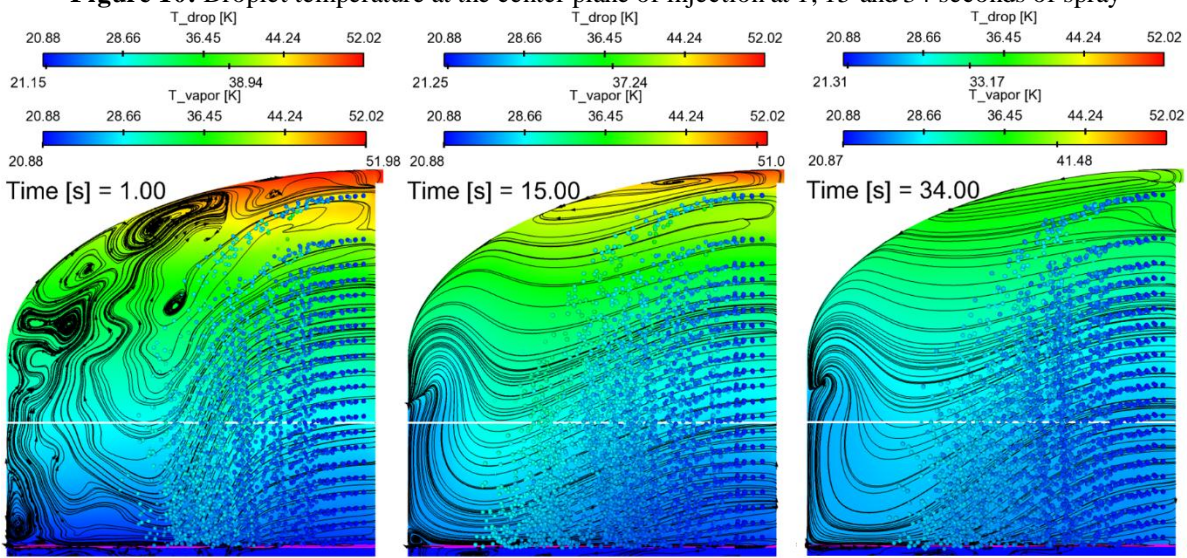 Figure 10: Droplet temperature at the center plane of injection at 1, 15 and 34 seconds of spray
T_drop [K]
20.88 28.66 36.45 44.24 52.02
21.15 38.94
T_vapor [K]
20.88 28.66 36.45 44.24 52.02
20.88 51.98
Time [s] = 1.00
T_drop [K]
20.88 28.66 36.45 44.24 52.02
21.25 37.24
T_vapor [K]
20.88 28.66 36.45 44.24 52.02
20.88 51.0
Time [s] = 15.00
T_drop [K]
20.88 28.66 36.45 44.24 52.02
21.31 33.17
T_vapor [K]
20.88 28.66 36.45 44.24 52.02
20.87 41.48
Time [s] = 34.00